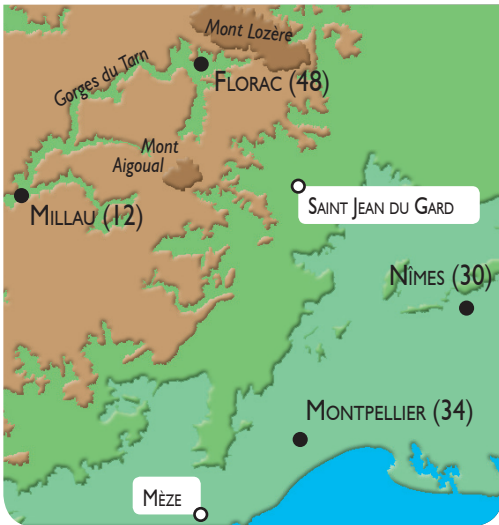 Mont Lozère
Gorges du Tarn
Florac (48)
Mont
Aigoual
Millau (12)
Saint Jean du Gard
Nîmes (30)
Montpellier (34)
Mèze